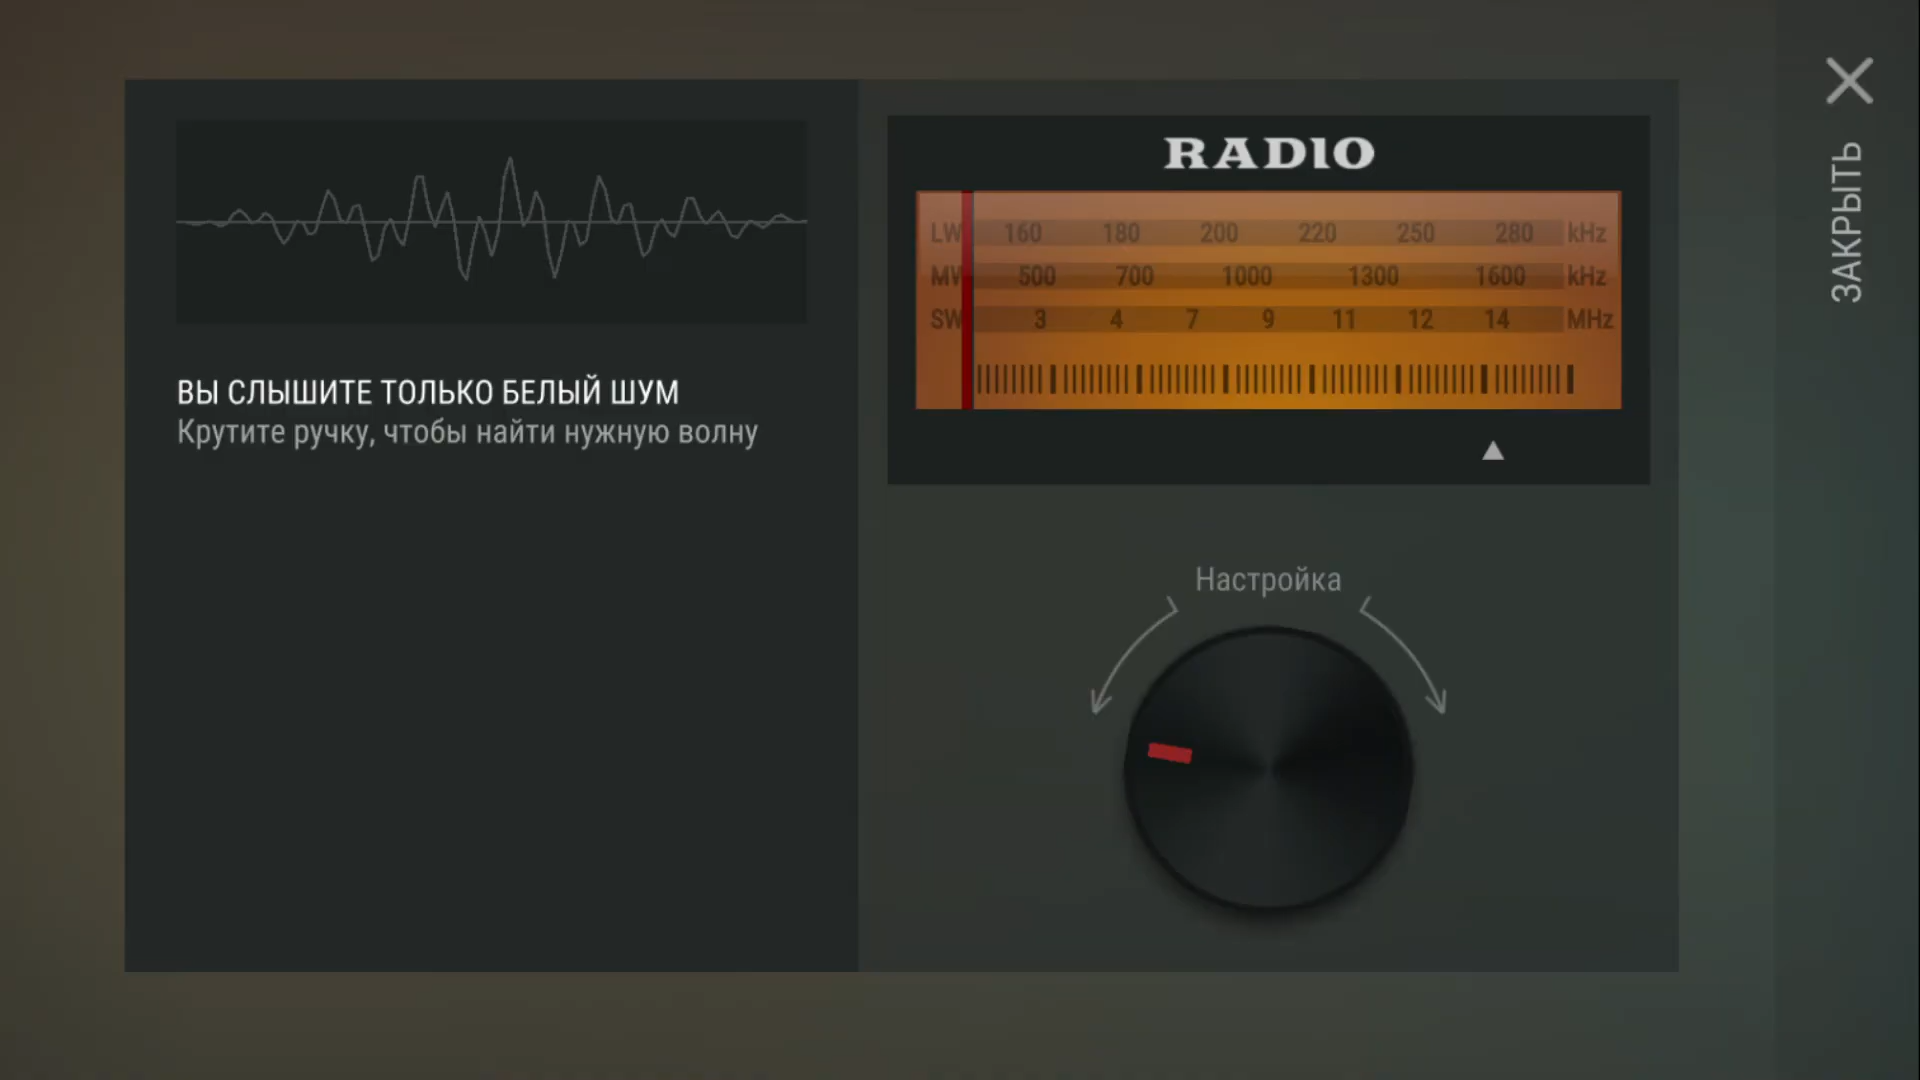 RADIO
LW 160 180 200 220 250 280 kHz
MW 500 700 1000 1300 1600 kHz
SW 3 4 7 9 11 12 14 MHz
ВЫ СЛЫШИТЕ ТОЛЬКО БЕЛЫЙ ШУМ
Крутите ручку, чтобы найти нужную волну
Настройка
ЗАКРЫТЬ